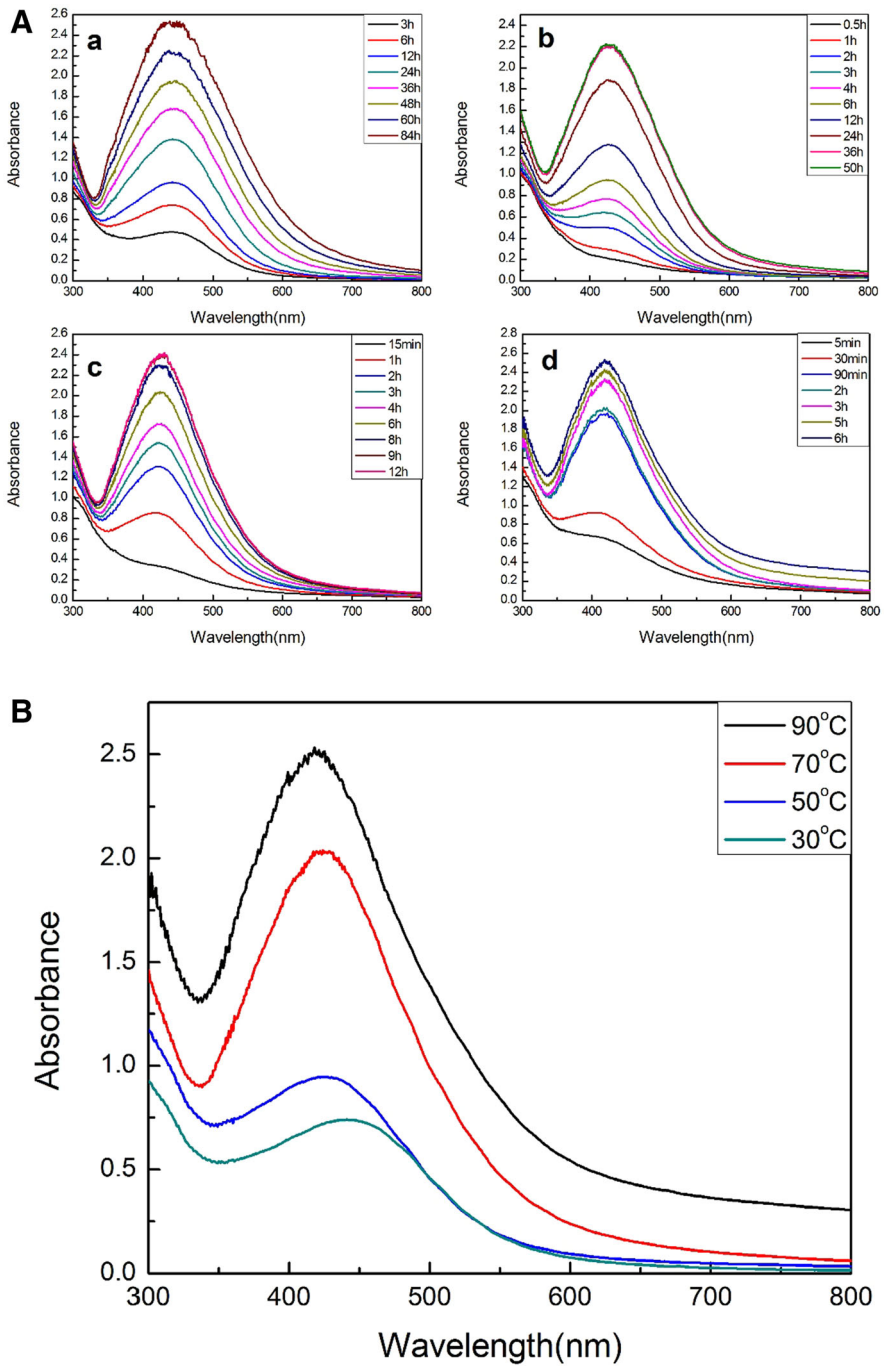 A
a
3h
6h
12h
24h
36h
48h
60h
84h
2.6
2.4
2.2
2.0
1.8
1.6
1.4
1.2
1.0
0.8
0.6
0.4
0.2
0.0
300 400 500 600 700 800
Absorbance
Wavelength(nm)
b
0.5h
1h
2h
3h
4h
6h
12h
24h
36h
50h
2.6
2.4
2.2
2.0
1.8
1.6
1.4
1.2
1.0
0.8
0.6
0.4
0.2
0.0
300 400 500 600 700 800
Absorbance
Wavelength(nm)
c
15min
1h
2h
3h
4h
6h
8h
9h
12h
2.6
2.4
2.2
2.0
1.8
1.6
1.4
1.2
1.0
0.8
0.6
0.4
0.2
0.0
300 400 500 600 700 800
Absorbance
Wavelength(nm)
d
5min
30min
90min
2h
3h
5h
6h
2.8
2.6
2.4
2.2
2.0
1.8
1.6
1.4
1.2
1.0
0.8
0.6
0.4
0.2
0.0
300 400 500 600 700 800
Absorbance
Wavelength(nm)
B
90°C
70°C
50°C
30°C
2.5
2.0
1.5
1.0
0.5
0.0
300 400 500 600 700 800
Absorbance
Wavelength(nm)